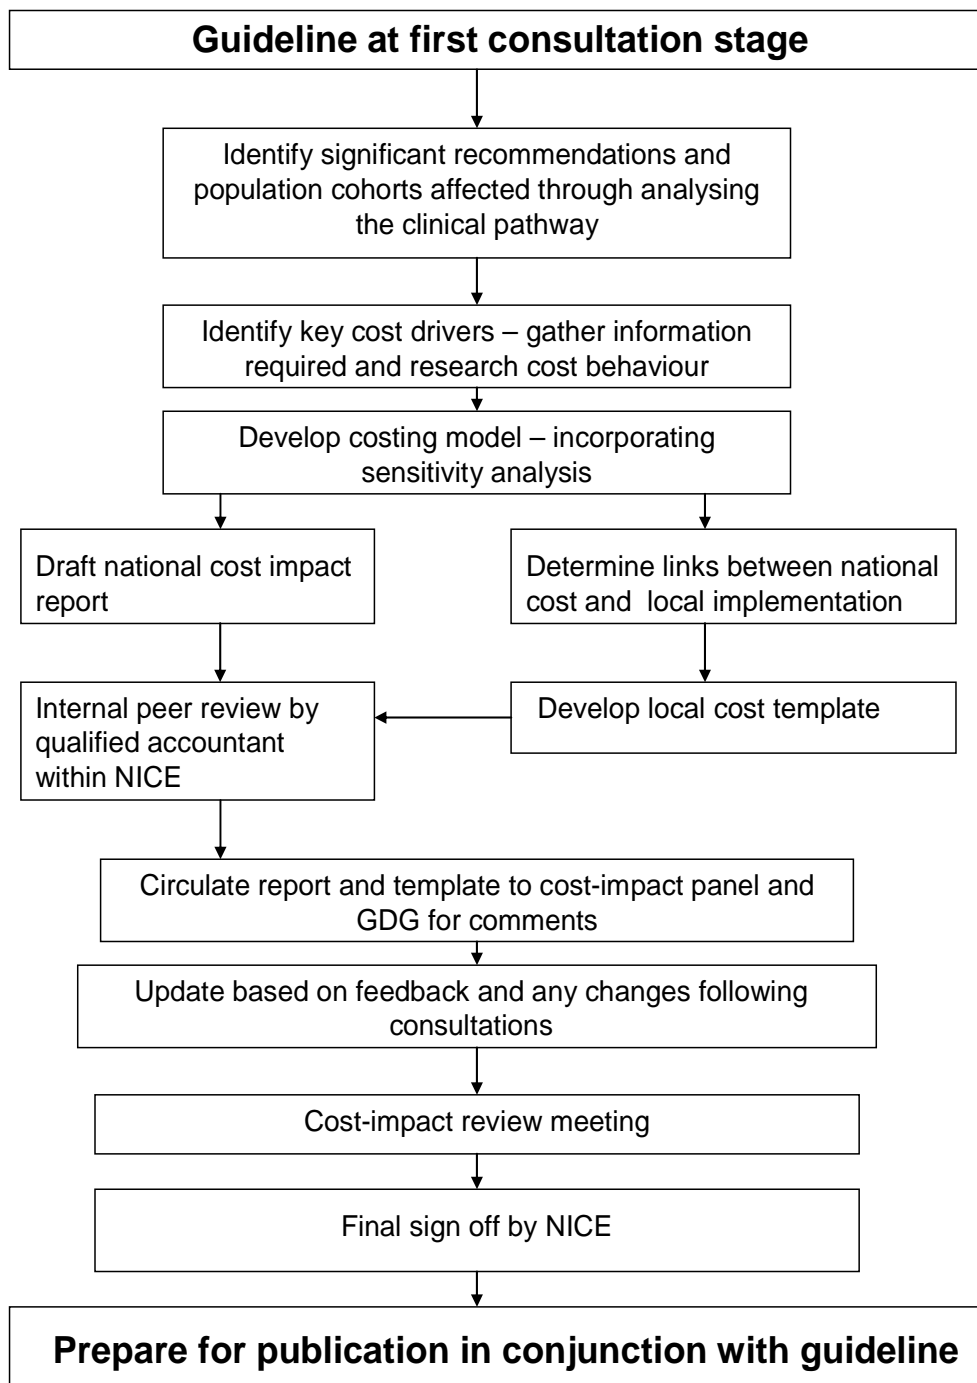 Guideline at first consultation stage
Identify significant recommendations and
population cohorts affected through analysing
the clinical pathway
Identify key cost drivers – gather information
required and research cost behaviour
Develop costing model – incorporating
sensitivity analysis
Draft national cost impact
report
Determine links between national
cost and local implementation
Internal peer review by
qualified accountant
within NICE
Develop local cost template
Circulate report and template to cost-impact panel and
GDG for comments
Update based on feedback and any changes following
consultations
Cost-impact review meeting
Final sign off by NICE
Prepare for publication in conjunction with guideline